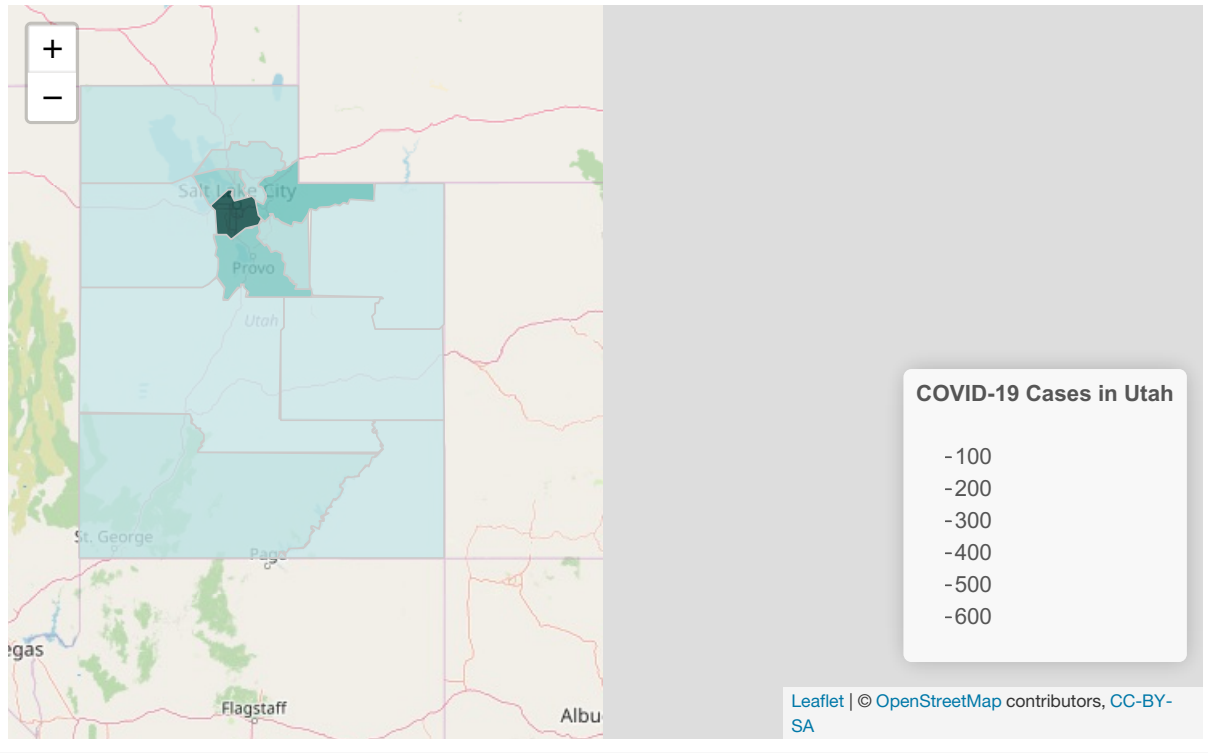 +
−
Salt Lake City
Provo
Utah
St. George
Page
egas
Flagstaff
Albu
COVID-19 Cases in Utah
-100
-200
-300
-400
-500
-600
Leaflet | © OpenStreetMap contributors, CC-BY-
SA